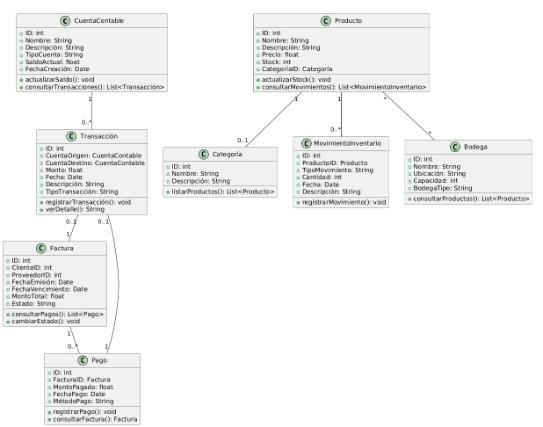 C CuentaContable
ID: int
Nombre: String
Descripción: String
TipoCuenta: String
SaldoActual: float
FechaCreación: Date
actualizarSaldo(): void
consultarTransacciones(): List<Transacción>
1
0..*
C Transacción
ID: int
CuentaOrigen: CuentaContable
CuentaDestino: CuentaContable
Monto: float
Fecha: Date
Descripción: String
TipoTransacción: String
registrarTransacción(): void
verDetalle(): String
0..1
0..1
1
C Factura
ID: int
ClienteID: int
ProveedorID: int
FechaEmisión: Date
FechaVencimiento: Date
MontoTotal: float
Estado: String
consultarPagos(): List<Pago>
cambiarEstado(): void
1
0..*
1
C Pago
ID: int
FacturaID: Factura
MontoPagado: float
FechaPago: Date
MétodoPago: String
registrarPago(): void
consultarFactura(): Factura
C Producto
ID: int
Nombre: String
Descripción: String
Precio: float
Stock: int
CategoríaID: Categoría
actualizarStock(): void
consultarMovimientos(): List<MovimientoInventario>
1
1
*
0..1
0..*
*
C Categoría
ID: int
Nombre: String
Descripción: String
listarProductos(): List<Producto>
C MovimientoInventario
ID: int
ProductoID: Producto
TipoMovimiento: String
Cantidad: int
Fecha: Date
Descripción: String
registrarMovimiento(): void
C Bodega
ID: int
Nombre: String
Ubicación: String
Capacidad: int
BodegaTipo: String
consultarProductos(): List<Producto>